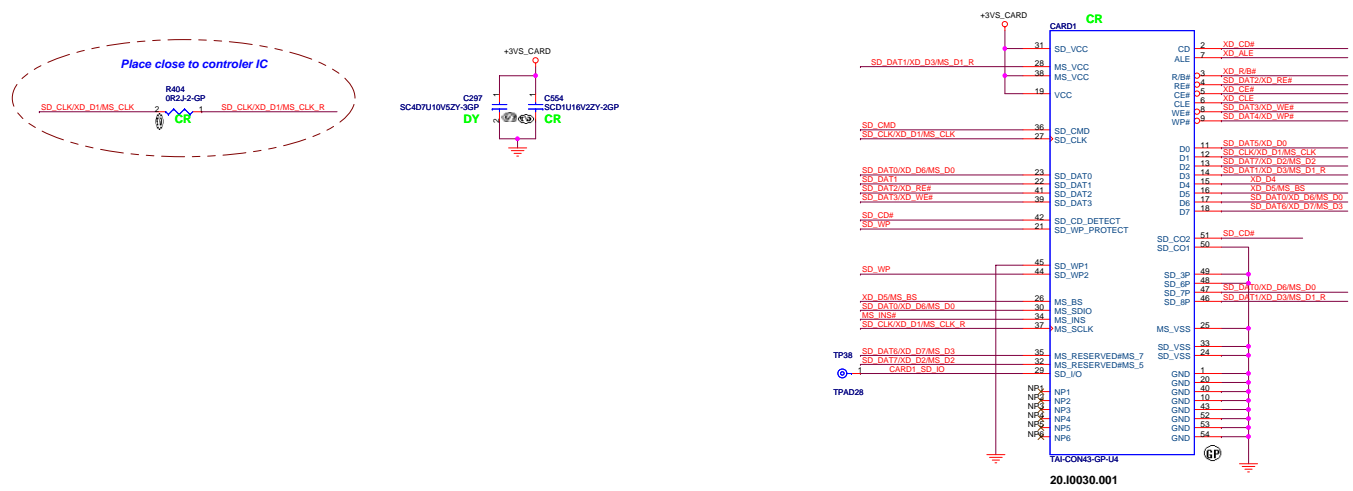 Place close to controler IC
R404
0R2J-2-GP
SD_CLK/XD_D1/MS_CLK
2
1
SD_CLK/XD_D1/MS_CLK_R
CR
+3VS_CARD
C297
SC4D7U10V5ZY-3GP
DY
1
2
C554
SCD1U16V2ZY-2GP
CR
+3VS_CARD
CARD1
CR
31 SD_VCC
SD_DAT1/XD_D3/MS_D1_R 28 MS_VCC
38 MS_VCC
19 VCC
SD_CMD 36 SD_CMD
SD_CLK/XD_D1/MS_CLK 27 SD_CLK
SD_DAT0/XD_D6/MS_D0 23 SD_DAT0
SD_DAT1 22 SD_DAT1
SD_DAT2/XD_RE# 41 SD_DAT2
SD_DAT3/XD_WE# 39 SD_DAT3
SD_CD# 42 SD_CD_DETECT
SD_WP 21 SD_WP_PROTECT
45 SD_WP1
SD_WP 44 SD_WP2
XD_D5/MS_BS 26 MS_BS
SD_DAT0/XD_D6/MS_D0 30 MS_SDIO
MS_INS# 34 MS_INS
SD_CLK/XD_D1/MS_CLK_R 37 MS_SCLK
SD_DAT6/XD_D7/MS_D3 35 MS_RESERVED#MS_7
SD_DAT7/XD_D2/MS_D2 32 MS_RESERVED#MS_5
TP38
1 CARD1_SD_IO 29 SD_I/O
TPAD28
NP1 NP1
NP2 NP2
NP3 NP3
NP4 NP4
NP5 NP5
NP6 NP6
CD 2 XD_CD#
ALE 7 XD_ALE
R/B# 3 XD_R/B#
RE# 4 SD_DAT2/XD_RE#
CE# 5 XD_CE#
CLE 6 XD_CLE
WE# 8 SD_DAT3/XD_WE#
WP# 9 SD_DAT4/XD_WP#
D0 11 SD_DAT5/XD_D0
D1 12 SD_CLK/XD_D1/MS_CLK
D2 13 SD_DAT7/XD_D2/MS_D2
D3 14 SD_DAT1/XD_D3/MS_D1_R
D4 15 XD_D4
D5 16 XD_D5/MS_BS
D6 17 SD_DAT0/XD_D6/MS_D0
D7 18 SD_DAT6/XD_D7/MS_D3
SD_CO2 51 SD_CD#
SD_CO1 50
SD_3P 49
SD_6P 48
SD_7P 47 SD_DAT0/XD_D6/MS_D0
SD_8P 46 SD_DAT1/XD_D3/MS_D1_R
MS_VSS 25
SD_VSS 33
SD_VSS 24
GND 1
GND 20
GND 40
GND 10
GND 43
GND 52
GND 53
GND 54
TAI-CON43-GP-U4
GP
20.I0030.001